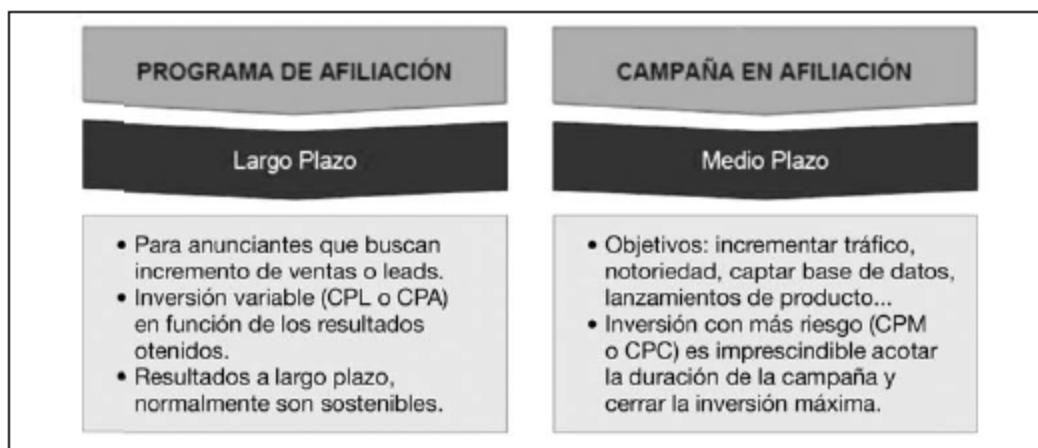 PROGRAMA DE AFILIACIÓN
Largo Plazo
• Para anunciantes que buscan
incremento de ventas o leads.
• Inversión variable (CPL o CPA)
en función de los resultados
otenidos.
• Resultados a largo plazo,
normalmente son sostenibles.
CAMPAÑA EN AFILIACIÓN
Medio Plazo
• Objetivos: incrementar tráfico,
notoriedad, captar base de datos,
lanzamientos de producto...
• Inversión con más riesgo (CPM
o CPC) es imprescindible acotar
la duración de la campaña y
cerrar la inversión máxima.